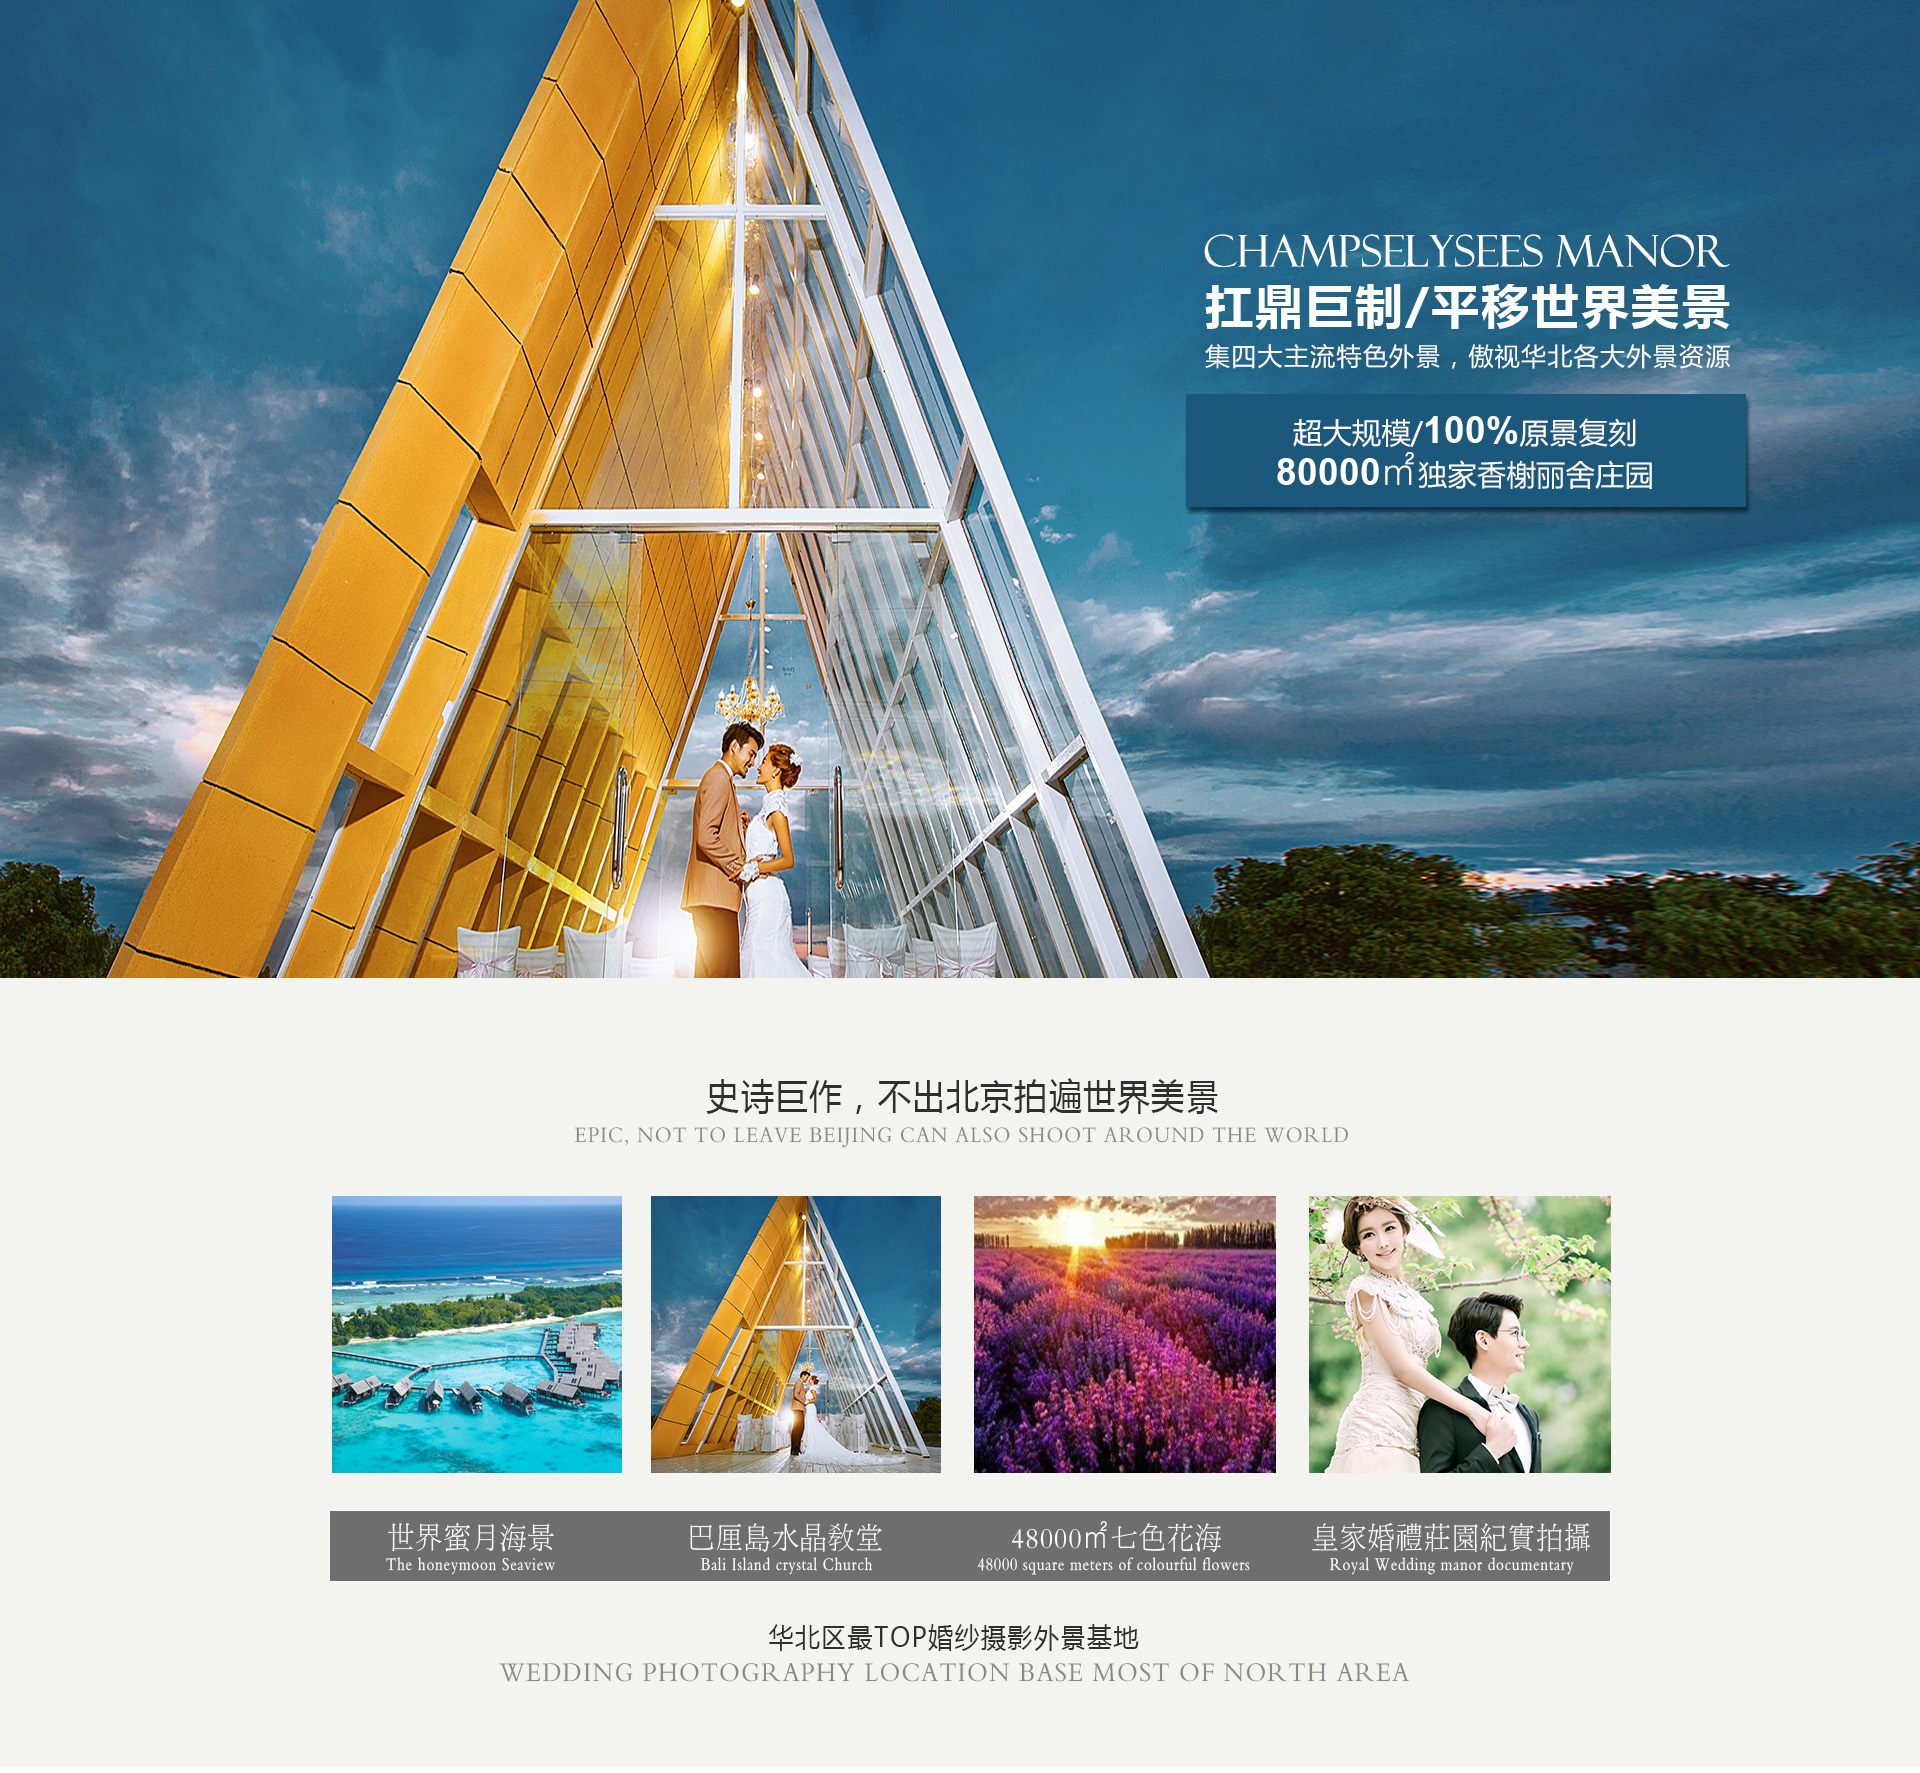 CHAMPSELYSEES MANOR
扛鼎巨制/平移世界美景
集四大主流特色外景，傲视华北各大外景资源
超大规模/100%原景复刻
80000㎡独家香榭丽舍庄园
史诗巨作，不出北京拍遍世界美景
EPIC, NOT TO LEAVE BEIJING CAN ALSO SHOOT AROUND THE WORLD
世界蜜月海景
The honeymoon Seaview
巴厘島水晶教堂
Bali Island crystal Church
48000㎡七色花海
48000 square meters of colourful flowers
皇家婚禮莊園紀實拍攝
Royal Wedding manor documentary
华北区最TOP婚纱摄影外景基地
WEDDING PHOTOGRAPHY LOCATION BASE MOST OF NORTH AREA